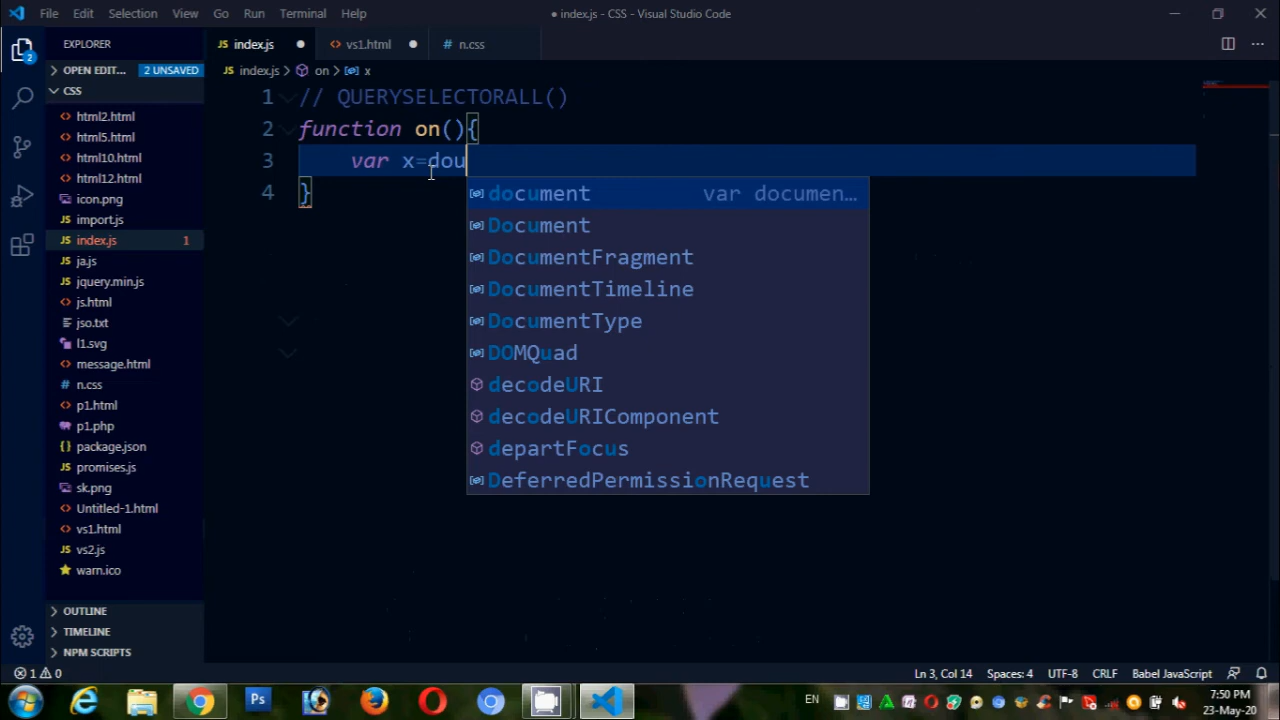 File Edit Selection View Go Run Terminal Help
● index.js - CSS - Visual Studio Code
EXPLORER
index.js
vs1.html
n.css
OPEN EDIT... 2 UNSAVED
index.js > on > x
CSS
html2.html
html5.html
html10.html
html12.html
icon.png
import.js
index.js 1
ja.js
jquery.min.js
js.html
jso.txt
l1.svg
message.html
n.css
p1.html
p1.php
package.json
promises.js
sk.png
Untitled-1.html
vs1.html
vs2.js
warn.ico
OUTLINE
TIMELINE
NPM SCRIPTS
1 // QUERYSELECTORALL()
2 function on(){
3 var x=dou
4 }
document var documen...
Document
DocumentFragment
DocumentTimeline
DocumentType
DOMQuad
decodeURI
decodeURIComponent
departFocus
DeferredPermissionRequest
1 0
Ln 3, Col 14 Spaces: 4 UTF-8 CRLF Babel JavaScript
Ps
EN
7:50 PM
23-May-20
2